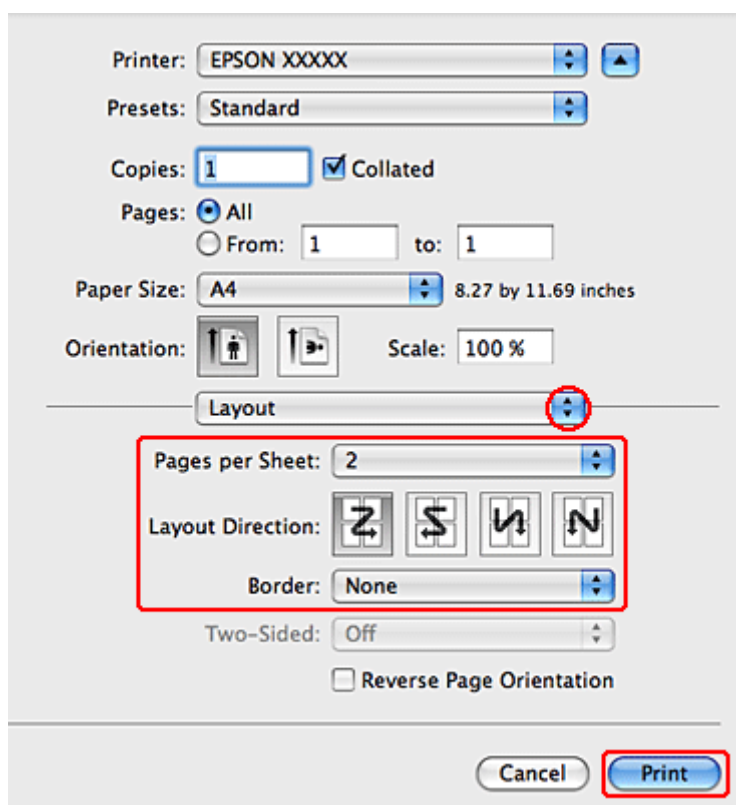 Printer: EPSON XXXXX
Presets: Standard
Copies: 1 Collated
Pages: All
From: 1 to: 1
Paper Size: A4 8.27 by 11.69 inches
Orientation: Scale: 100 %
Layout
Pages per Sheet: 2
Layout Direction:
Border: None
Two-Sided: Off
Reverse Page Orientation
Cancel Print